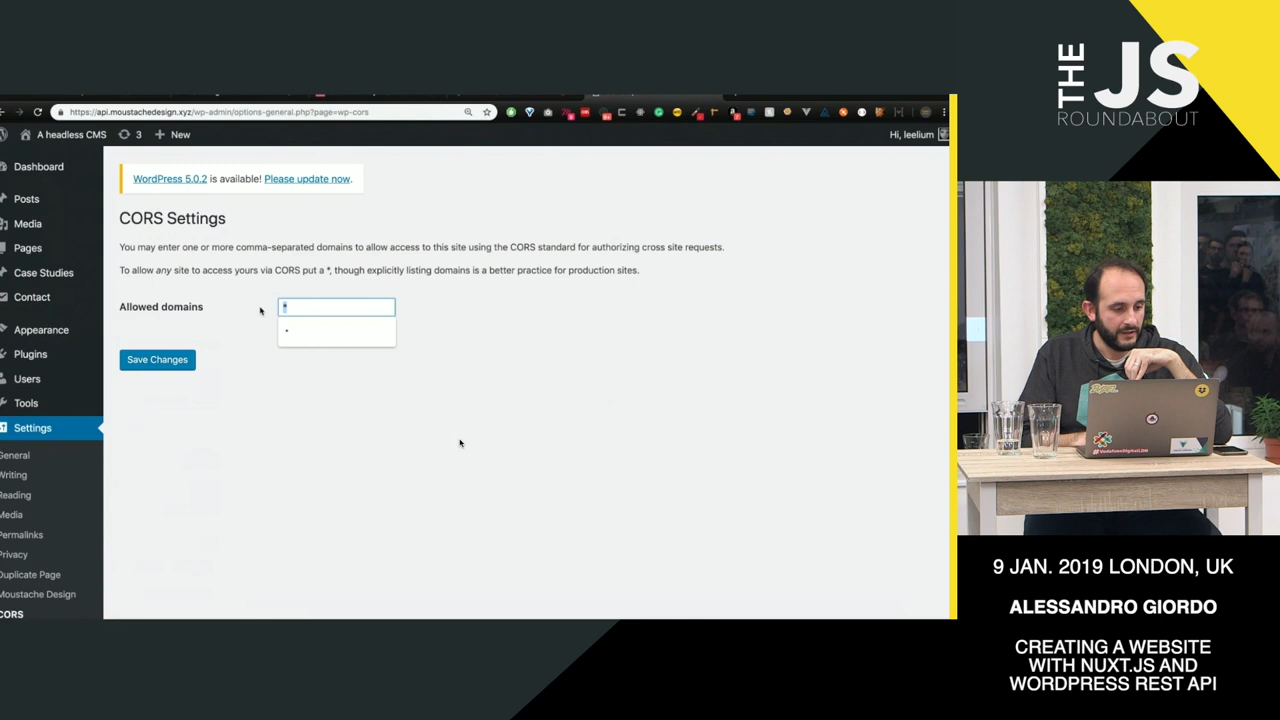 https://api.moustachedesign.xyz/wp-admin/options-general.php?page=wp-cors
A headless CMS
3
New
Hi, leelium
Dashboard
Posts
Media
Pages
Case Studies
Contact
Appearance
Plugins
Users
Tools
Settings
General
Writing
Reading
Media
Permalinks
Privacy
Duplicate Page
Moustache Design
CORS
WordPress 5.0.2 is available! Please update now.
CORS Settings
You may enter one or more comma-separated domains to allow access to this site using the CORS standard for authorizing cross site requests.
To allow any site to access yours via CORS put a *, though explicitly listing domains is a better practice for production sites.
Allowed domains
*
*
Save Changes
THE JS
ROUNDABOUT
9 JAN. 2019 LONDON, UK
ALESSANDRO GIORDO
CREATING A WEBSITE
WITH NUXT.JS AND
WORDPRESS REST API